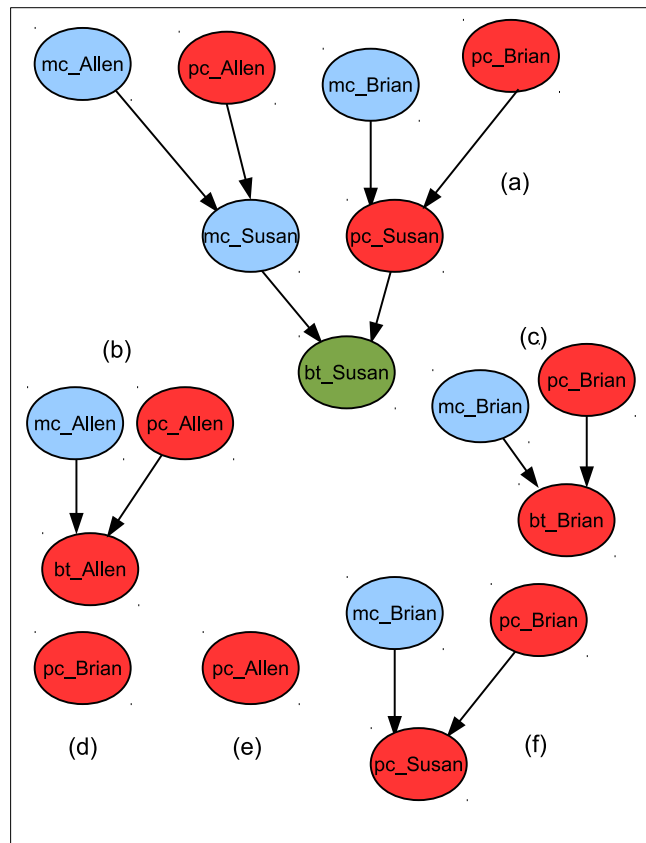 mc_Allen
pc_Allen
mc_Brian
pc_Brian
(a)
mc_Susan
pc_Susan
bt_Susan
(b)
mc_Allen
pc_Allen
bt_Allen
(c)
mc_Brian
pc_Brian
bt_Brian
pc_Brian
(d)
pc_Allen
(e)
mc_Brian
pc_Brian
pc_Susan
(f)